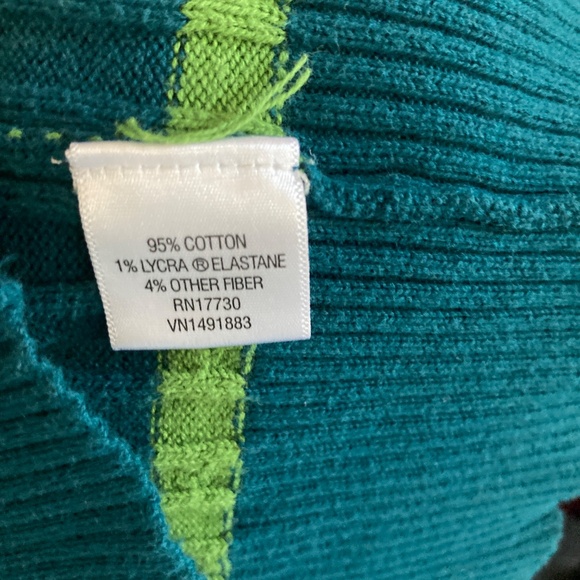 95% COTTON
1% LYCRA ® ELASTANE
4% OTHER FIBER
RN17730
VN1491883